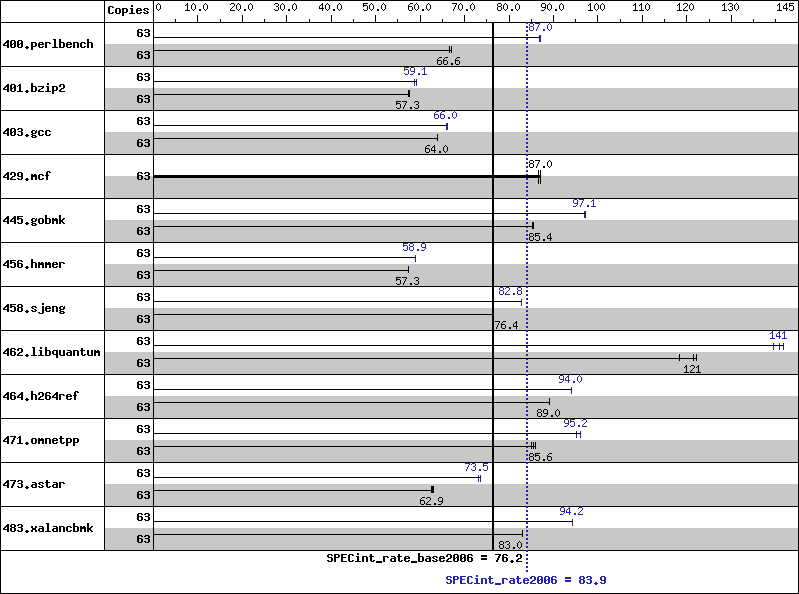 Copies 0 10.0 20.0 30.0 40.0 50.0 60.0 70.0 80.0 90.0 100 110 120 130 145
400.perlbench 63 87.0
63 66.6
401.bzip2 63 59.1
63 57.3
403.gcc 63 66.0
63 64.0
429.mcf 63 87.0
445.gobmk 63 97.1
63 85.4
456.hmmer 63 58.9
63 57.3
458.sjeng 63 82.8
63 76.4
462.libquantum 63 141
63 121
464.h264ref 63 94.0
63 89.0
471.omnetpp 63 95.2
63 85.6
473.astar 63 73.5
63 62.9
483.xalancbmk 63 94.2
63 83.0
SPECint_rate_base2006 = 76.2
SPECint_rate2006 = 83.9